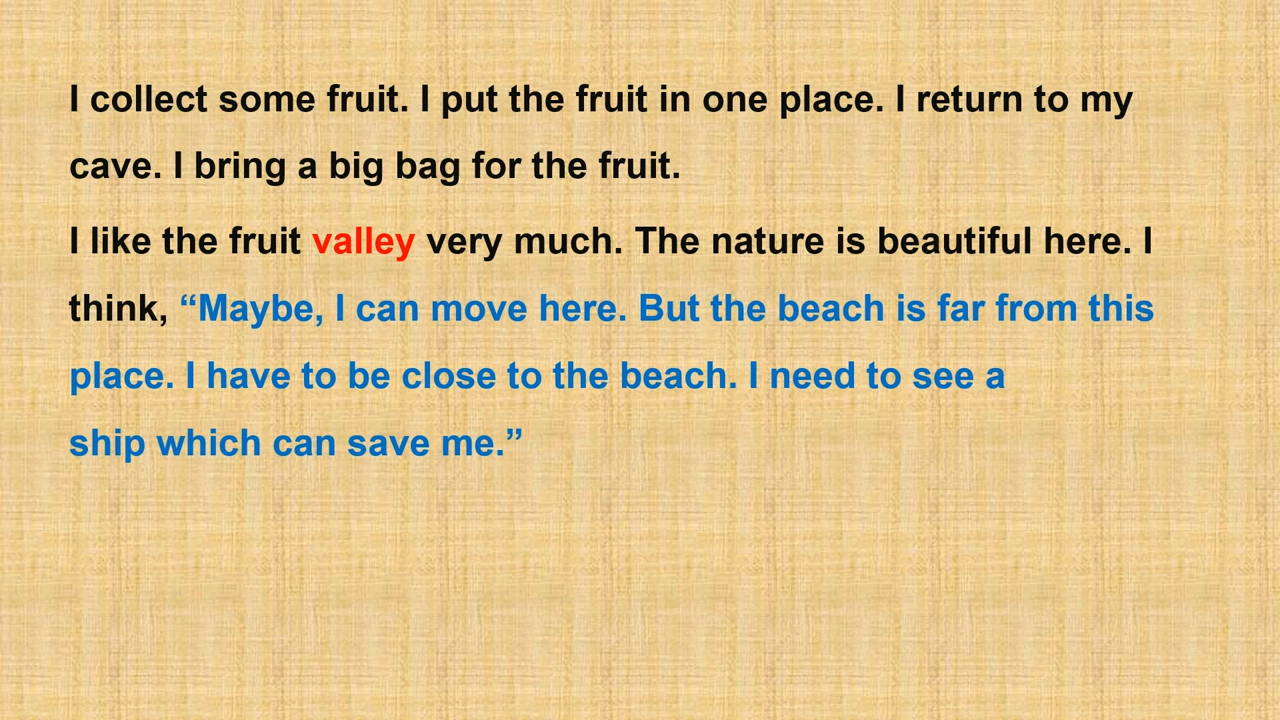 I collect some fruit. I put the fruit in one place. I return to my
cave. I bring a big bag for the fruit.
I like the fruit valley very much. The nature is beautiful here. I
think, “Maybe, I can move here. But the beach is far from this
place. I have to be close to the beach. I need to see a
ship which can save me.”